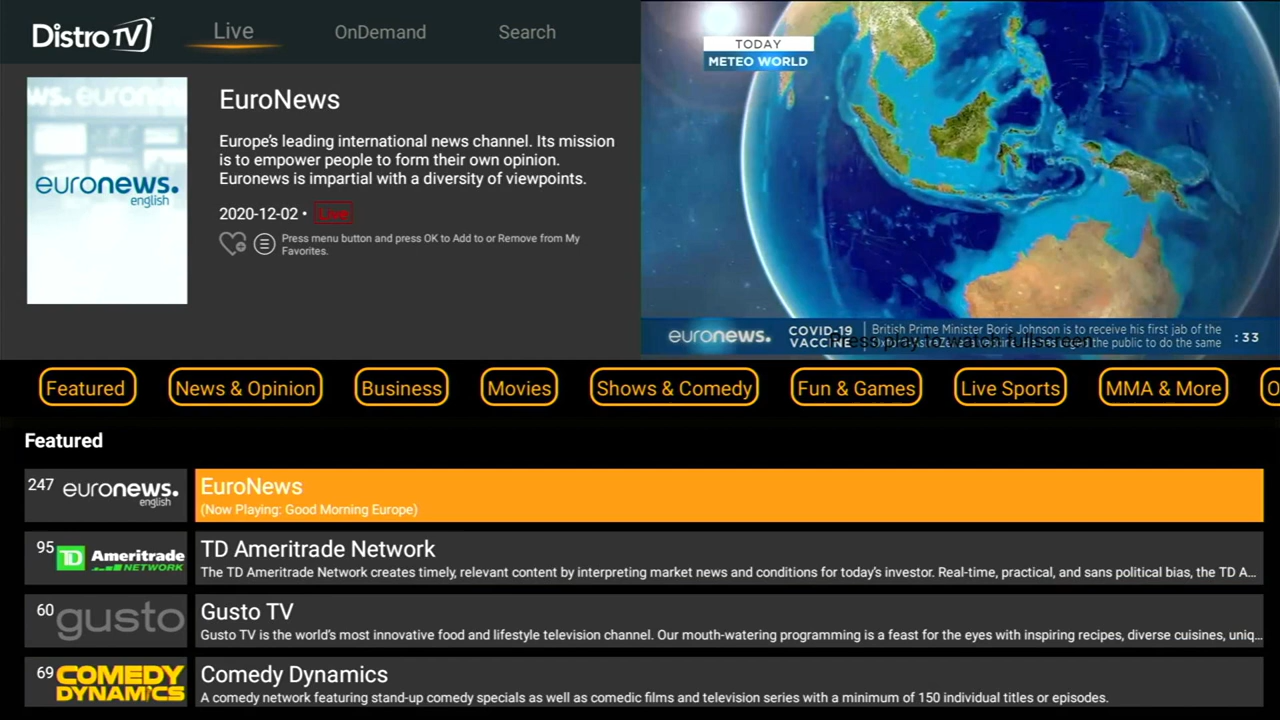 DistroTV
Live
OnDemand
Search
euronews.
english
EuroNews
Europe's leading international news channel. Its mission
is to empower people to form their own opinion.
Euronews is impartial with a diversity of viewpoints.
2020-12-02 • Live
Press menu button and press OK to Add to or Remove from My
Favorites.
TODAY
METEO WORLD
euronews.
COVID-19
VACCINE
British Prime Minister Boris Johnson is to receive his first jab of the
the public to do the same
:33
Press play to watch fullscreen
Featured
News & Opinion
Business
Movies
Shows & Comedy
Fun & Games
Live Sports
MMA & More
O
Featured
247
euronews.
english
EuroNews
(Now Playing: Good Morning Europe)
95
TD Ameritrade
NETWORK
TD Ameritrade Network
The TD Ameritrade Network creates timely, relevant content by interpreting market news and conditions for today's investor. Real-time, practical, and sans political bias, the TD A...
60
gusto
Gusto TV
Gusto TV is the world's most innovative food and lifestyle television channel. Our mouth-watering programming is a feast for the eyes with inspiring recipes, diverse cuisines, uniq...
69
COMEDY
DYNAMICS
Comedy Dynamics
A comedy network featuring stand-up comedy specials as well as comedic films and television series with a minimum of 150 individual titles or episodes.